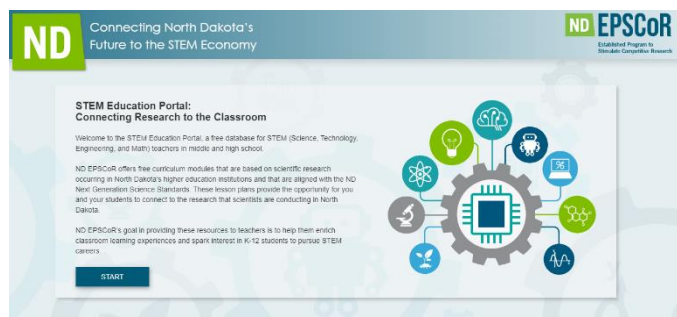 ND
Connecting North Dakota's
Future to the STEM Economy
ND EPSCoR
Established Program to
Stimulate Competitive Research
STEM Education Portal:
Connecting Research to the Classroom
Welcome to the STEM Education Portal, a free database for STEM (Science, Technology,
Engineering, and Math) teachers in middle and high school.
ND EPSCoR offers free curriculum modules that are based on scientific research
occurring in North Dakota's higher education institutions and that are aligned with the ND
Next Generation Science Standards. These lesson plans provide the opportunity for you
and your students to connect to the research that scientists are conducting in North
Dakota.
ND EPSCoR's goal in providing these resources to teachers is to help them enrich
classroom learning experiences and spark interest in K-12 students to pursue STEM
careers.
START